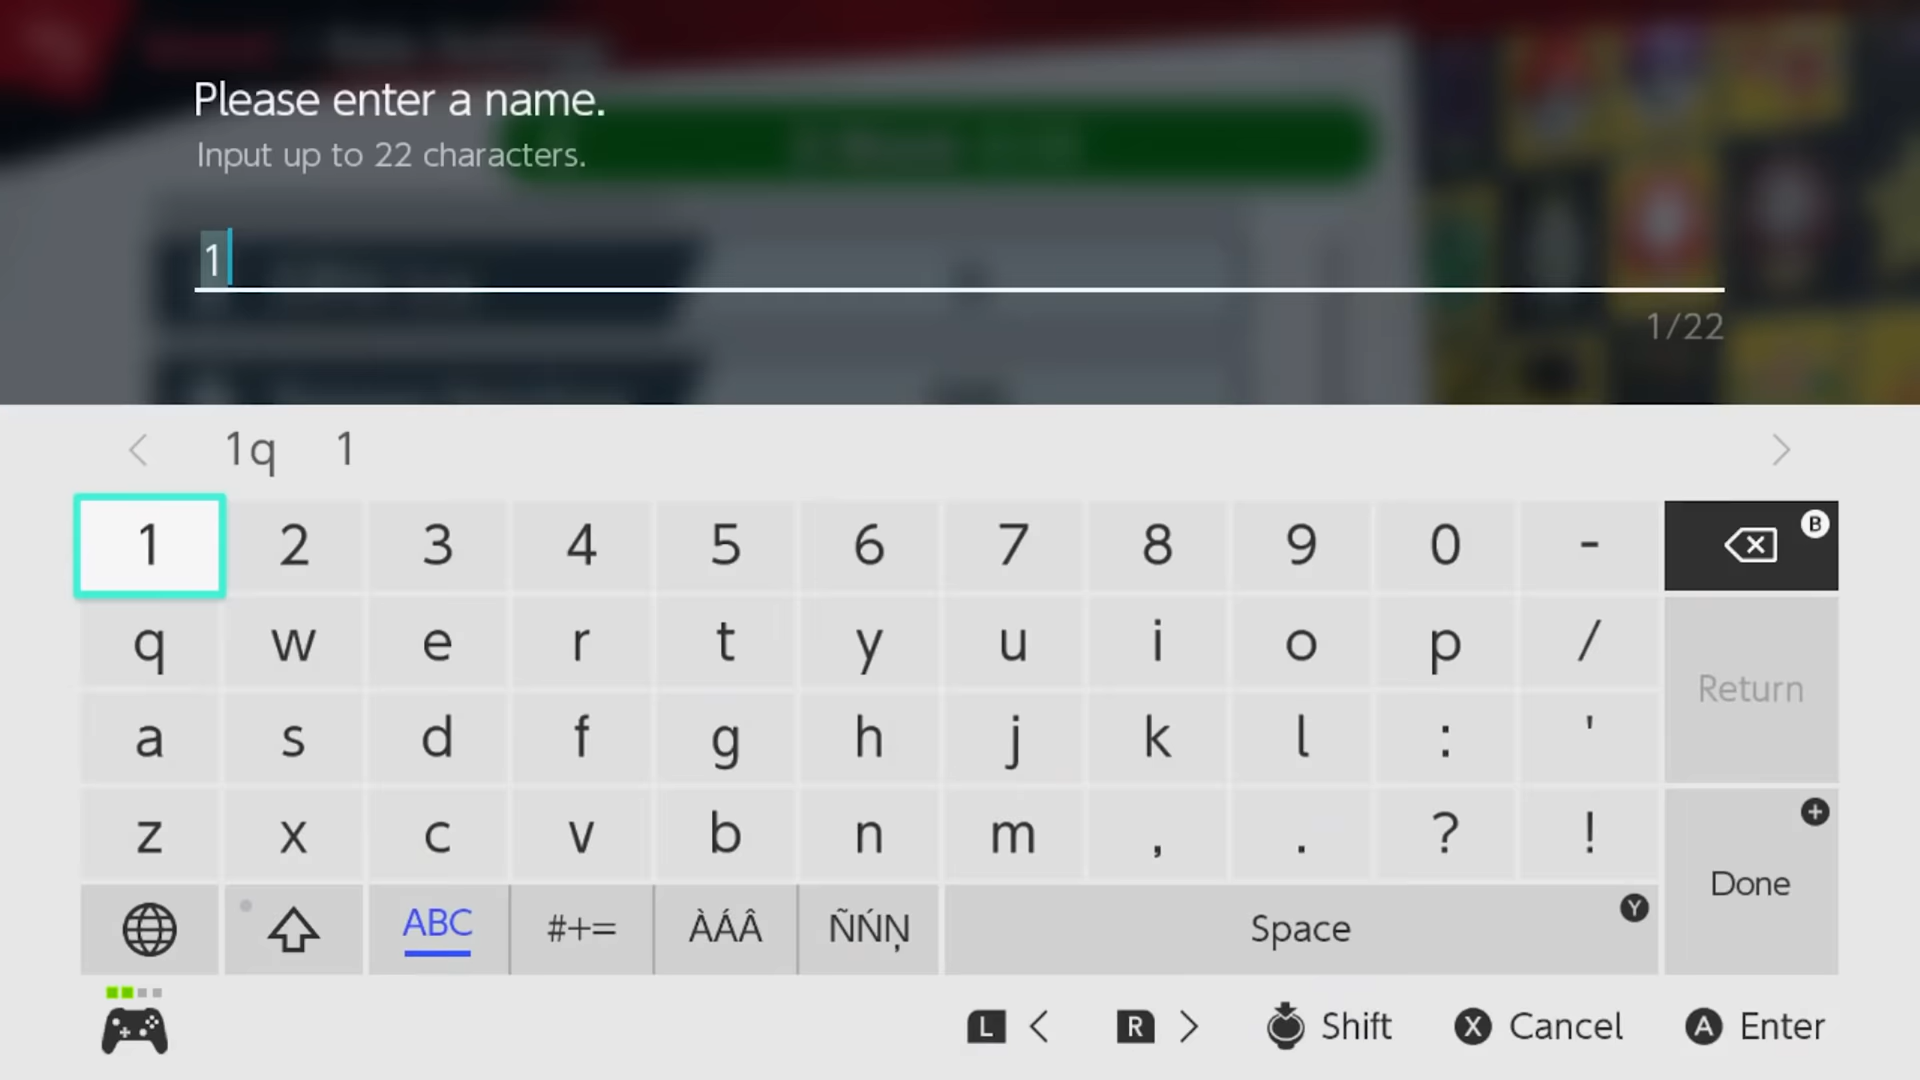 Please enter a name.
Input up to 22 characters.
1
1/22
1q 1
1 2 3 4 5 6 7 8 9 0 - B
q w e r t y u i o p /
Return
a s d f g h j k l : '
z x c v b n m , . ? ! +
Done
ABC #+= ÀÁÂ ÑŃŅ Space Y
L < R > Shift X Cancel A Enter